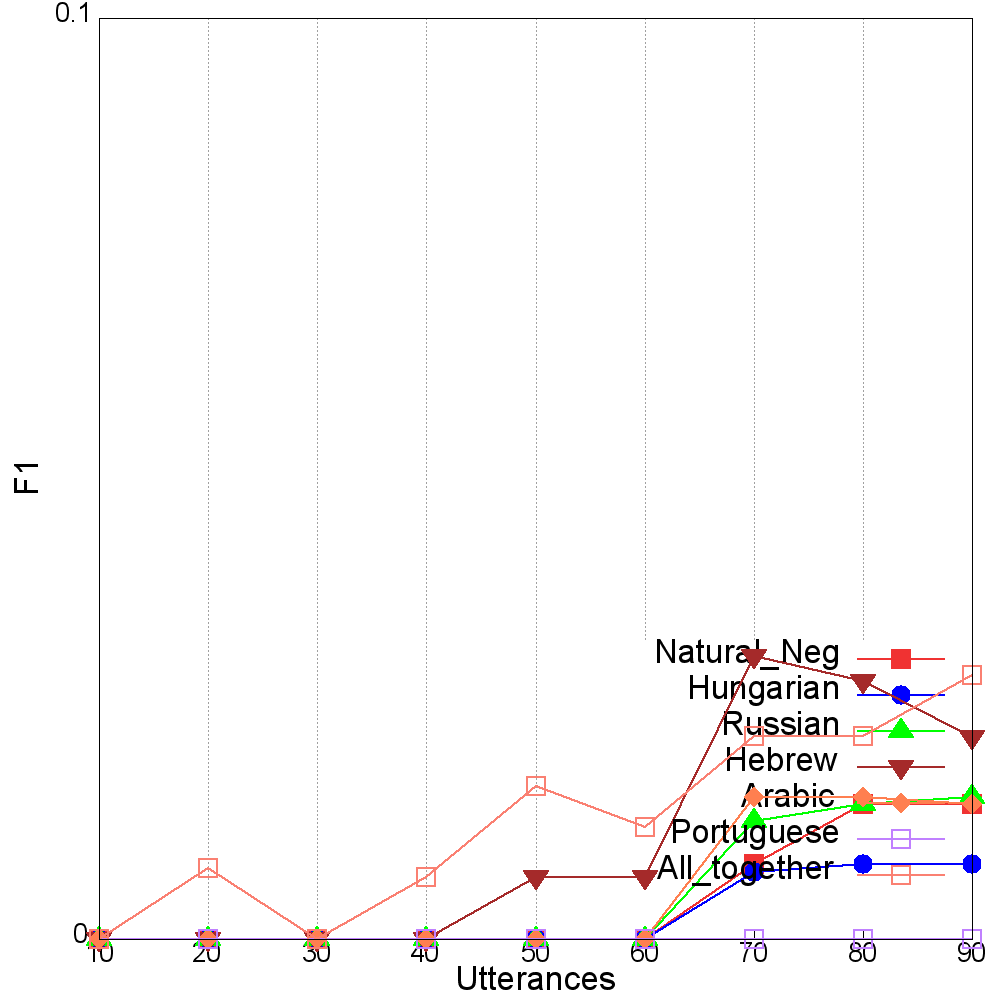 0.1
F1
Natural_Neg
Hungarian
Russian
Hebrew
Arabic
Portuguese
All_together
0
10 20 30 40 50 60 70 80 90
Utterances